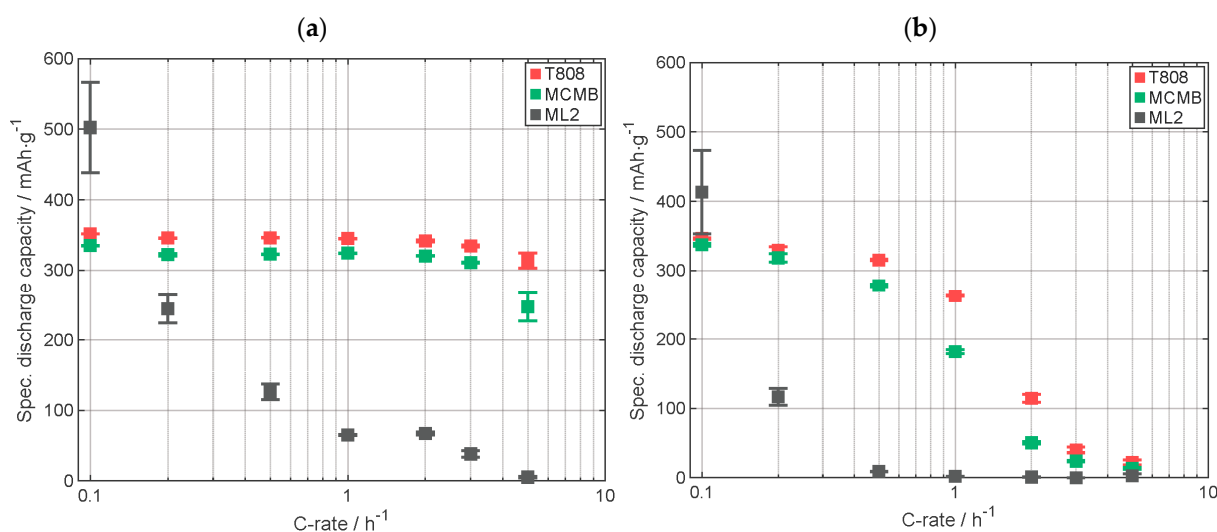 (a)
600
500
400
300
200
100
0
0.1
1
10
Spec. discharge capacity / mAh·g⁻¹
C-rate / h⁻¹
T808
MCMB
ML2
(b)
600
500
400
300
200
100
0
0.1
1
10
Spec. discharge capacity / mAh·g⁻¹
C-rate / h⁻¹
T808
MCMB
ML2